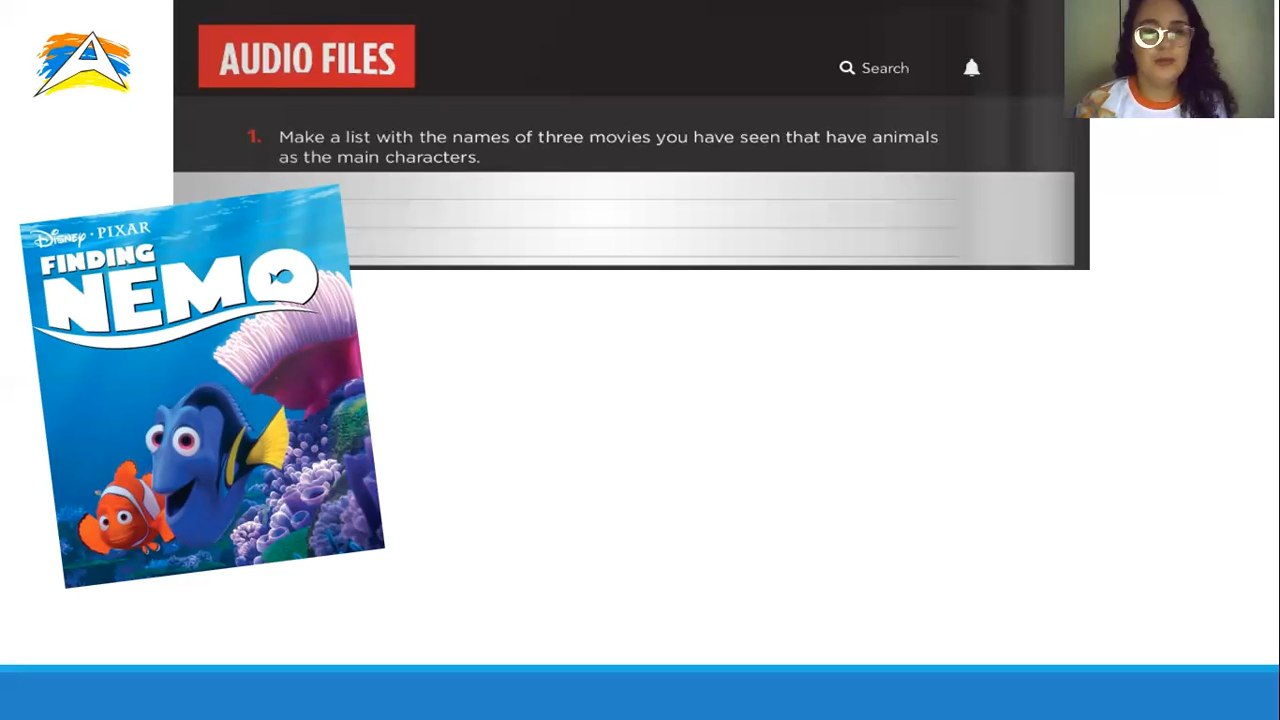 AUDIO FILES
Search
1. Make a list with the names of three movies you have seen that have animals
as the main characters.
DISNEY · PIXAR
FINDING
NEMO